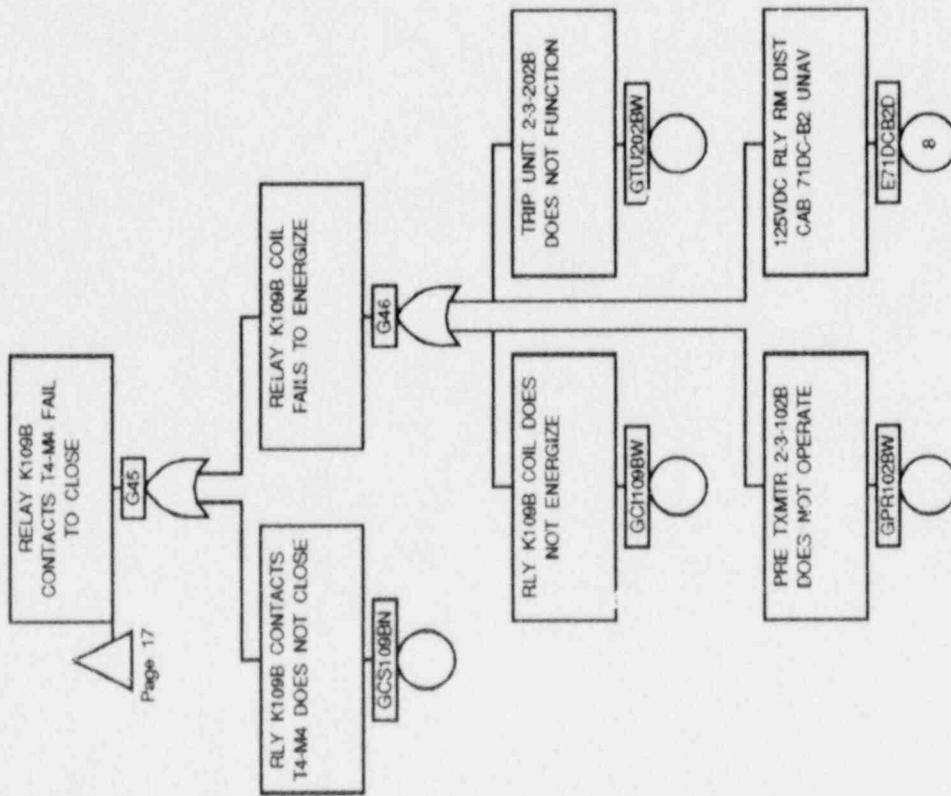 RELAY K109B
CONTACTS T4-M4 FAIL
TO CLOSE
Page 17
G45
RLY K109B CONTACTS
T4-M4 DOES NOT CLOSE
GCS109BN
RELAY K109B COIL
FAILS TO ENERGIZE
G46
RLY K109B COIL DOES
NOT ENERGIZE
GCI109BW
TRIP UNIT 2-3-202B
DOES NOT FUNCTION
GTU202BW
PRE TXMTR 2-3-102B
DOES NOT OPERATE
GPR102BW
125VDC RLY RM DIST
CAB 71DC-B2 UNAV
E71DCB2D
8